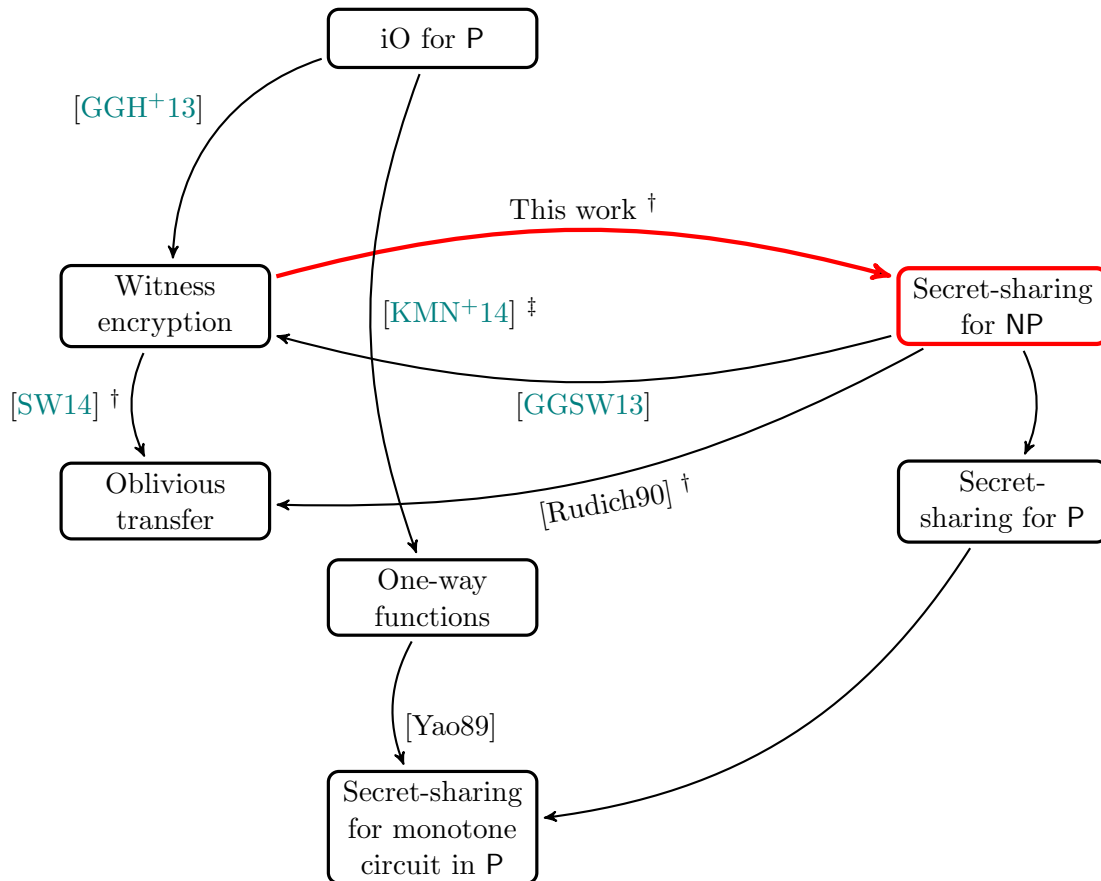 iO for P
[GGH+13]
This work †
Witness
encryption
Secret-sharing
for NP
[KMN+14] ‡
[SW14] †
[GGSW13]
Oblivious
transfer
[Rudich90] †
Secret-
sharing for P
One-way
functions
[Yao89]
Secret-sharing
for monotone
circuit in P